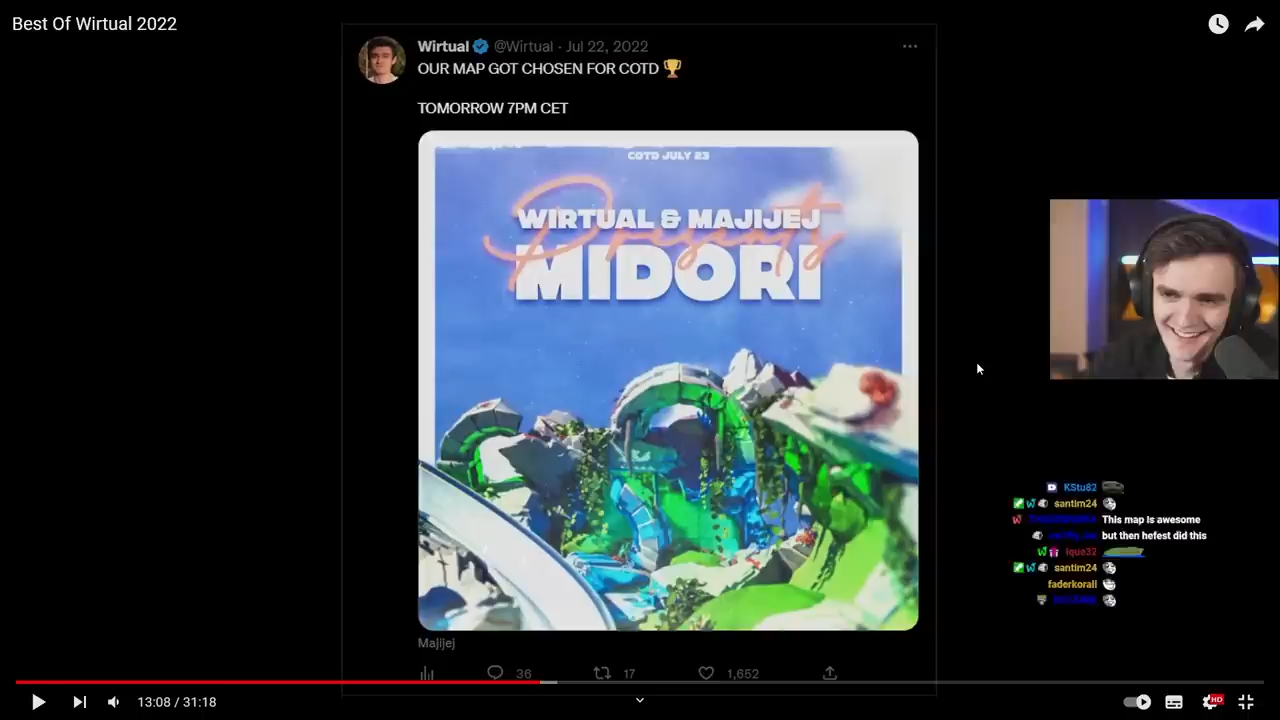 Best Of Wirtual 2022
Wirtual @Wirtual · Jul 22, 2022
OUR MAP GOT CHOSEN FOR COTD 🏆
TOMORROW 7PM CET
COTD JULY 23
WIRTUAL & MAJIJEJ
Presents
MIDORI
KStu82
santim24
This map is awesome
but then hefest did this
lque32
santim24
faderkorall
Majijej
36
17
1,652
13:08 / 31:18
HD